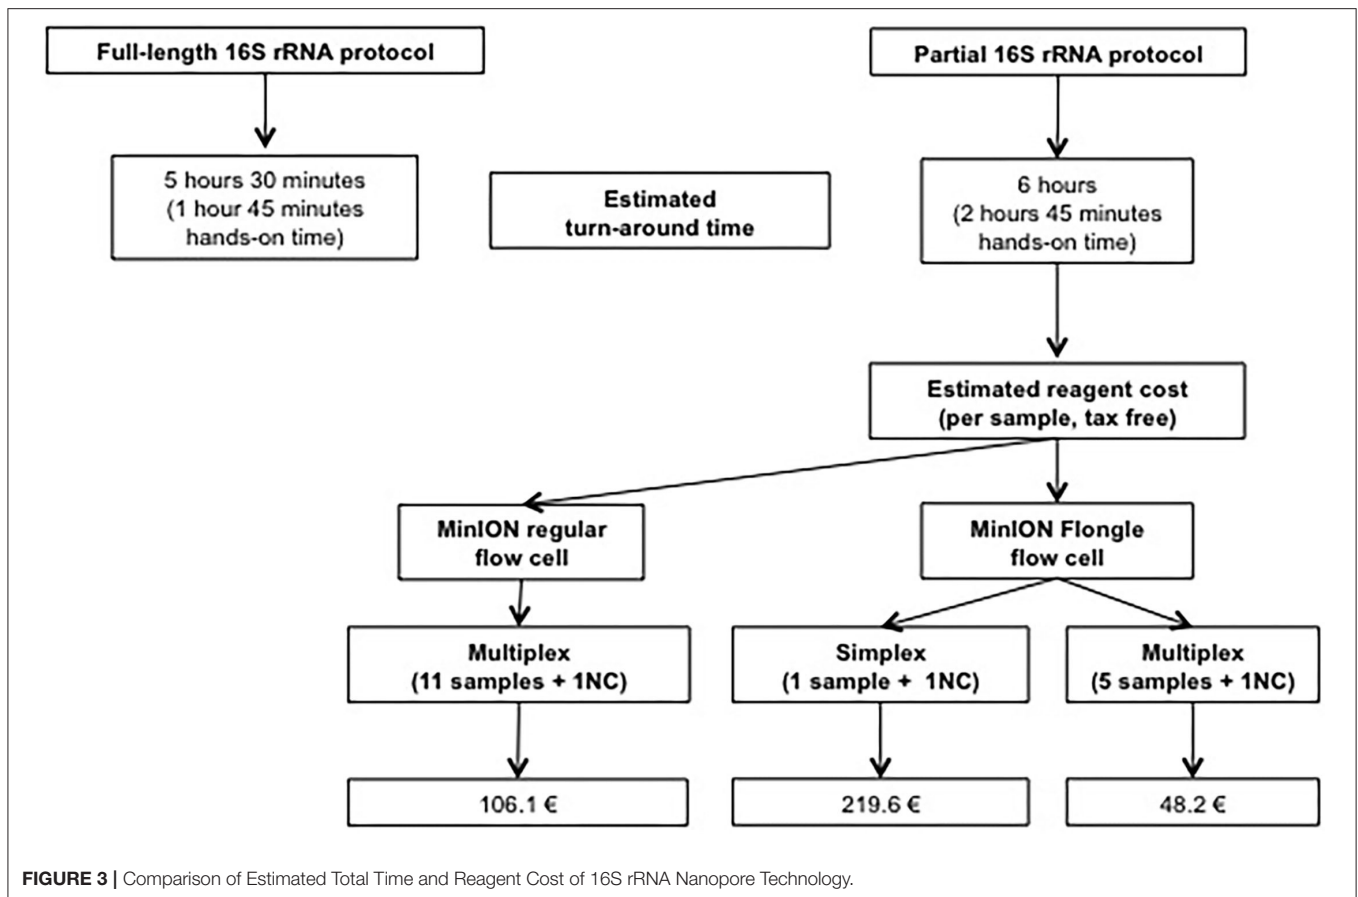 Full-length 16S rRNA protocol
Partial 16S rRNA protocol
5 hours 30 minutes
(1 hour 45 minutes
hands-on time)
Estimated
turn-around time
6 hours
(2 hours 45 minutes
hands-on time)
Estimated reagent cost
(per sample, tax free)
MinION regular
flow cell
MinION Flongle
flow cell
Multiplex
(11 samples + 1NC)
Simplex
(1 sample + 1NC)
Multiplex
(5 samples + 1NC)
106.1 €
219.6 €
48.2 €
FIGURE 3 | Comparison of Estimated Total Time and Reagent Cost of 16S rRNA Nanopore Technology.